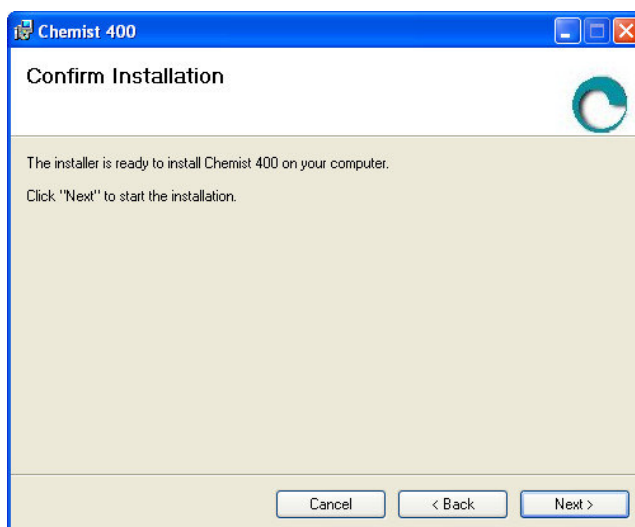 Chemist 400
Confirm Installation
The installer is ready to install Chemist 400 on your computer.
Click "Next" to start the installation.
Cancel
< Back
Next >